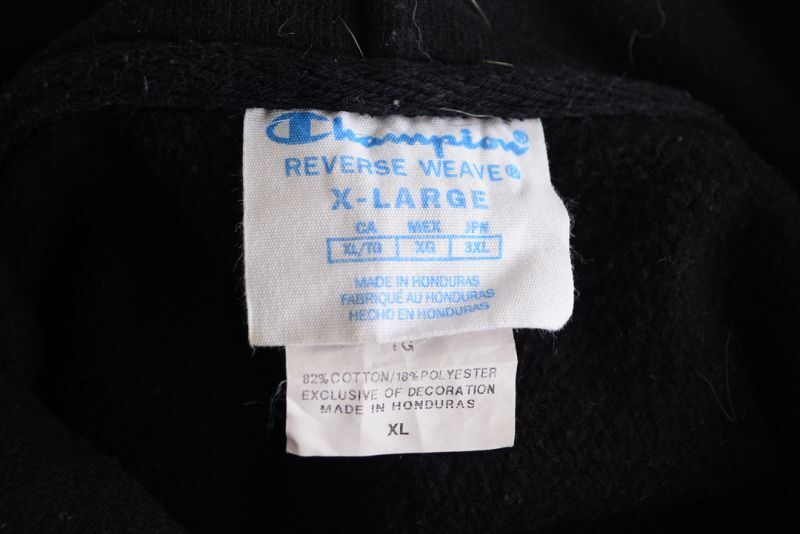 Champion®
REVERSE WEAVE®
X-LARGE
CA MEX JPN
XL/TG XG 3XL
MADE IN HONDURAS
FABRIQUÉ AU HONDURAS
HECHO EN HONDURAS
TG
82% COTTON/18% POLYESTER
EXCLUSIVE OF DECORATION
MADE IN HONDURAS
XL